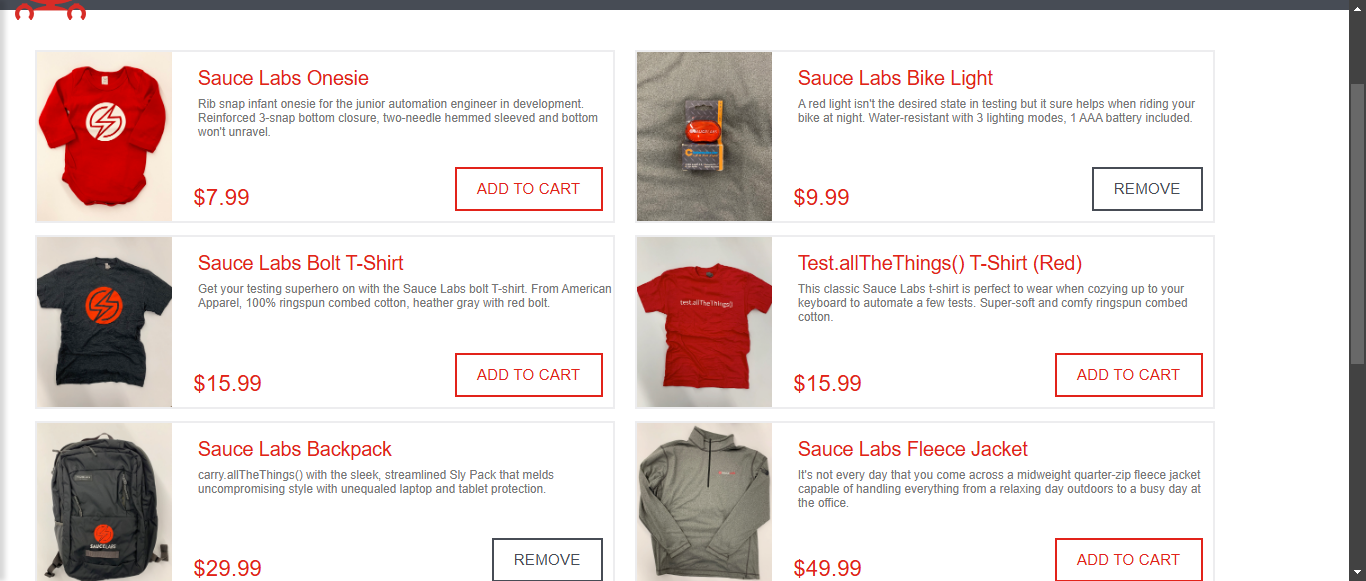 Sauce Labs Onesie
Rib snap infant onesie for the junior automation engineer in development.
Reinforced 3-snap bottom closure, two-needle hemmed sleeved and bottom
won't unravel.
$7.99
ADD TO CART
Sauce Labs Bike Light
A red light isn't the desired state in testing but it sure helps when riding your
bike at night. Water-resistant with 3 lighting modes, 1 AAA battery included.
$9.99
REMOVE
Sauce Labs Bolt T-Shirt
Get your testing superhero on with the Sauce Labs bolt T-shirt. From American
Apparel, 100% ringspun combed cotton, heather gray with red bolt.
$15.99
ADD TO CART
test.allTheThings()
Test.allTheThings() T-Shirt (Red)
This classic Sauce Labs t-shirt is perfect to wear when cozying up to your
keyboard to automate a few tests. Super-soft and comfy ringspun combed
cotton.
$15.99
ADD TO CART
SAUCELABS
Sauce Labs Backpack
carry.allTheThings() with the sleek, streamlined Sly Pack that melds
uncompromising style with unequaled laptop and tablet protection.
$29.99
REMOVE
Sauce Labs Fleece Jacket
It's not every day that you come across a midweight quarter-zip fleece jacket
capable of handling everything from a relaxing day outdoors to a busy day at
the office.
$49.99
ADD TO CART